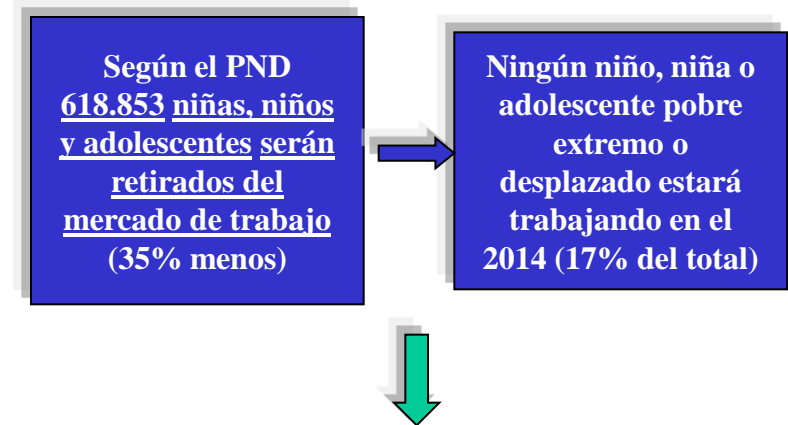 Según el PND
618.853 niñas, niños
y adolescentes serán
retirados del
mercado de trabajo
(35% menos)
Ningún niño, niña o
adolescente pobre
extremo o
desplazado estará
trabajando en el
2014 (17% del total)